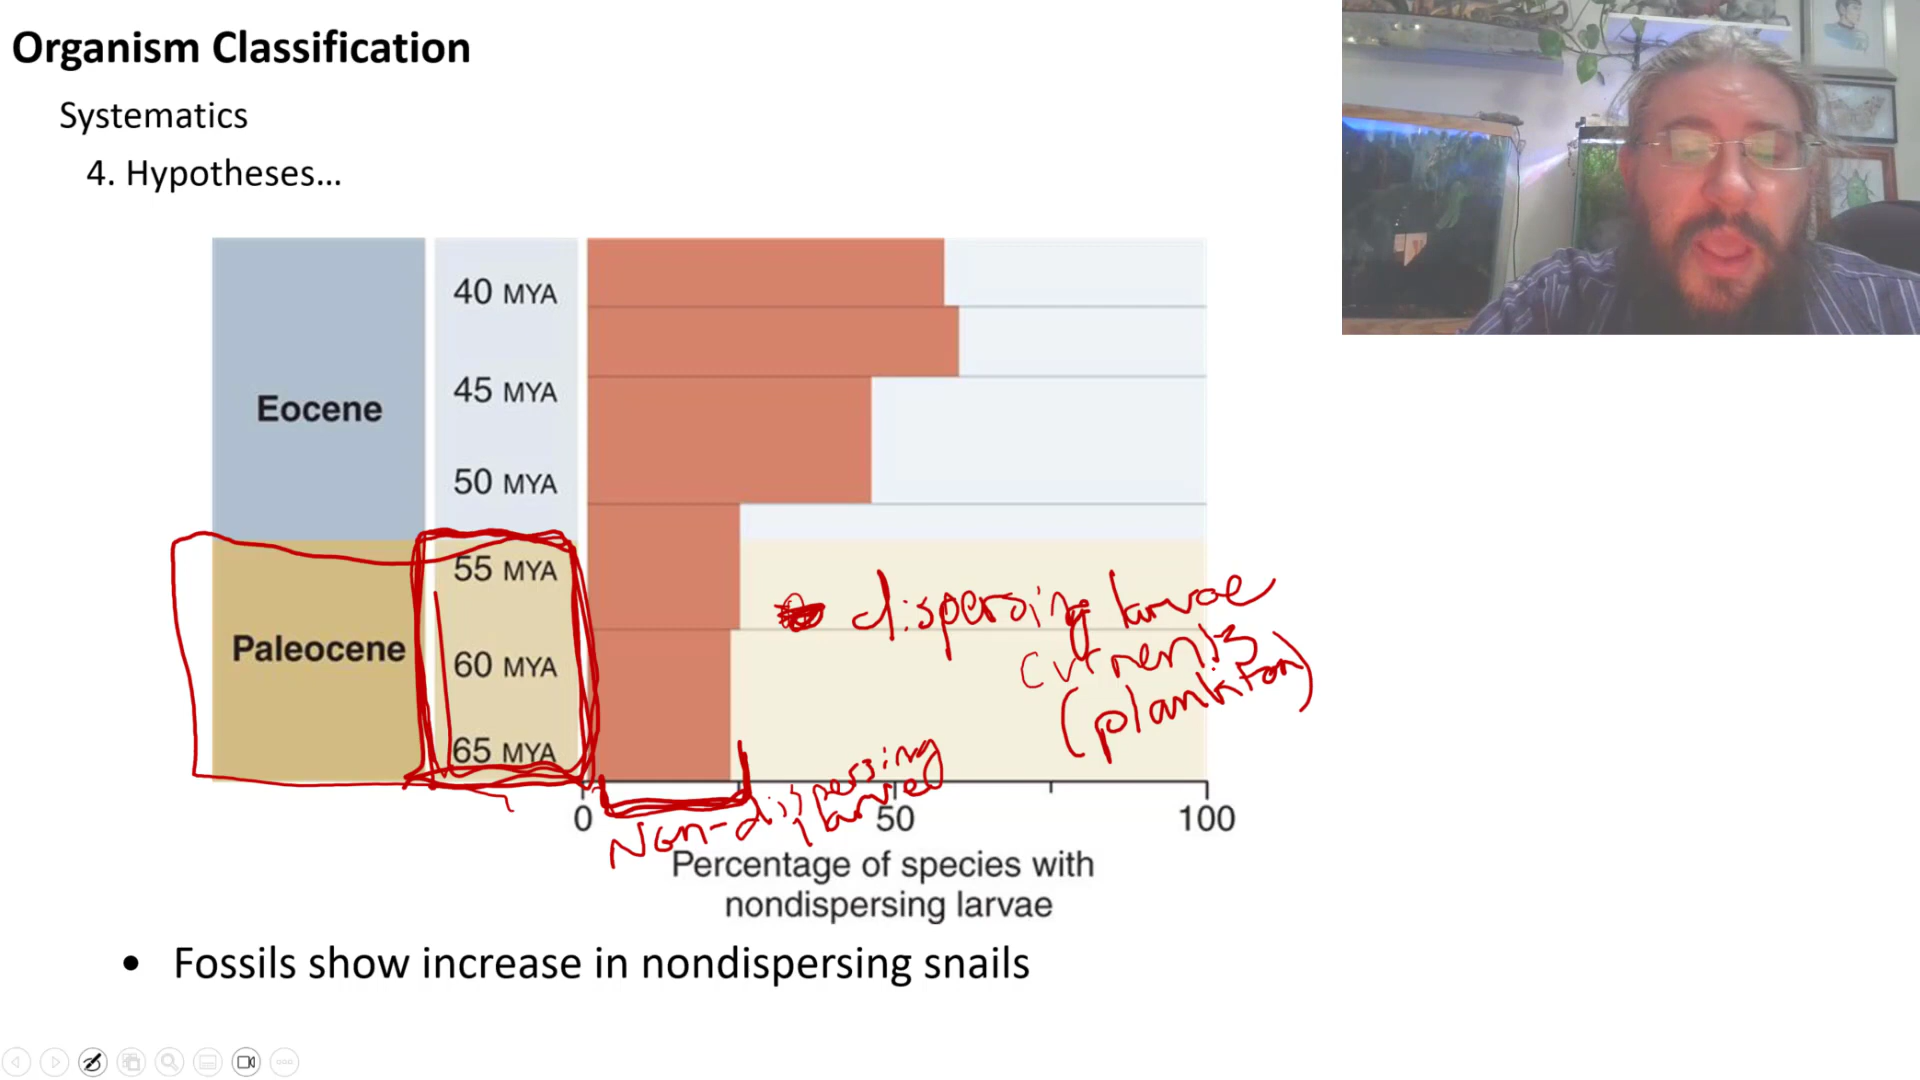 Organism Classification
Systematics
4. Hypotheses...
40 MYA
45 MYA
Eocene
50 MYA
55 MYA
dispersing larvae
currents
Paleocene
60 MYA
(plankton)
65 MYA
0
50
100
Non-dispersing
larvae
Percentage of species with
nondispersing larvae
• Fossils show increase in nondispersing snails